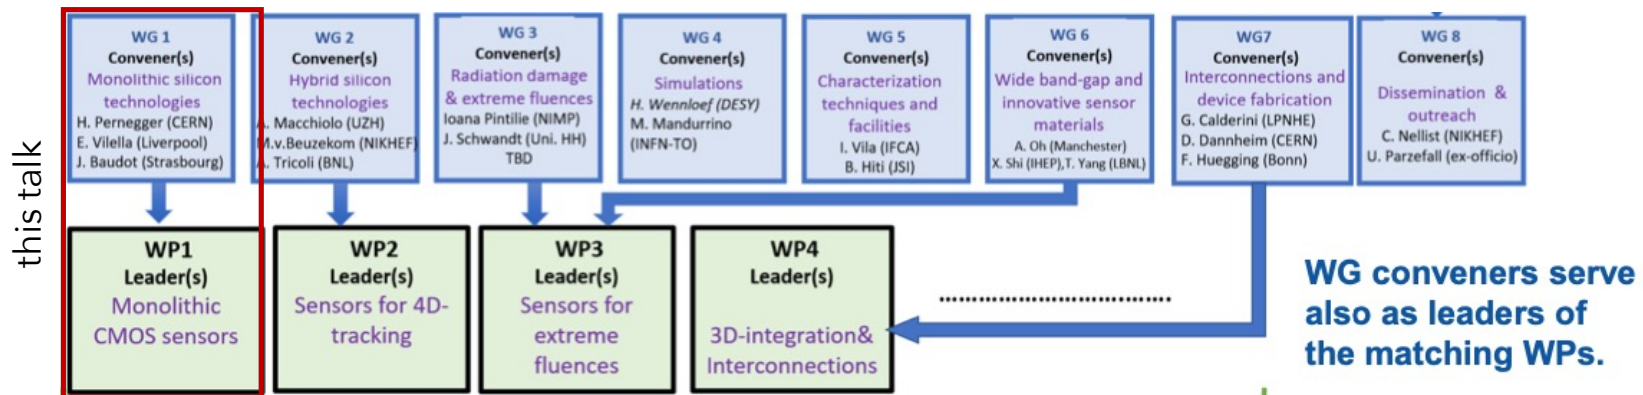 this talk
WG 1
Convener(s)
Monolithic silicon
technologies
H. Pernegger (CERN)
E. Vilella (Liverpool)
J. Baudot (Strasbourg)
WG 2
Convener(s)
Hybrid silicon
technologies
A. Macchiolo (UZH)
M.v.Beuzekom (NIKHEF)
A. Tricoli (BNL)
WG 3
Convener(s)
Radiation damage
& extreme fluences
Ioana Pintilie (NIMP)
J. Schwandt (Uni. HH)
TBD
WG 4
Convener(s)
Simulations
H. Wennloef (DESY)
M. Mandurrino
(INFN-TO)
WG 5
Convener(s)
Characterization
techniques and
facilities
I. Vila (IFCA)
B. Hiti (JSI)
WG 6
Convener(s)
Wide band-gap and
innovative sensor
materials
A. Oh (Manchester)
X. Shi (IHEP),T. Yang (LBNL)
WG7
Convener(s)
Interconnections and
device fabrication
G. Calderini (LPNHE)
D. Dannheim (CERN)
F. Huegging (Bonn)
WG 8
Convener(s)
Dissemination &
outreach
C. Nellist (NIKHEF)
U. Parzefall (ex-officio)
WP1
Leader(s)
Monolithic
CMOS sensors
WP2
Leader(s)
Sensors for 4D-
tracking
WP3
Leader(s)
Sensors for
extreme
fluences
WP4
Leader(s)
3D-integration&
Interconnections
...............................
WG conveners serve
also as leaders of
the matching WPs.